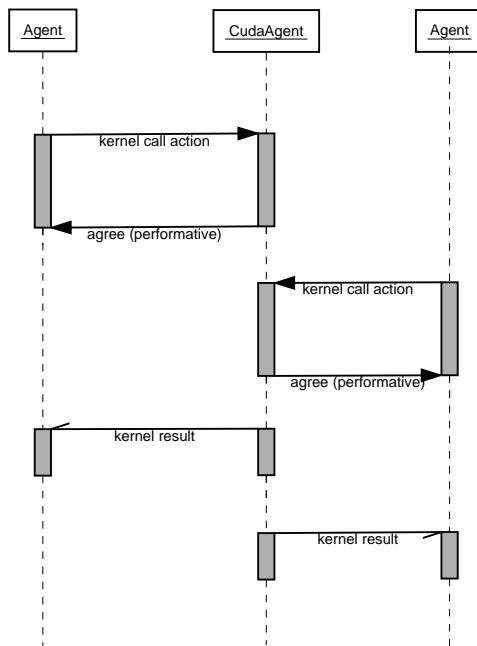 Agent
CudaAgent
Agent
kernel call action
agree (performative)
kernel call action
agree (performative)
kernel result
kernel result